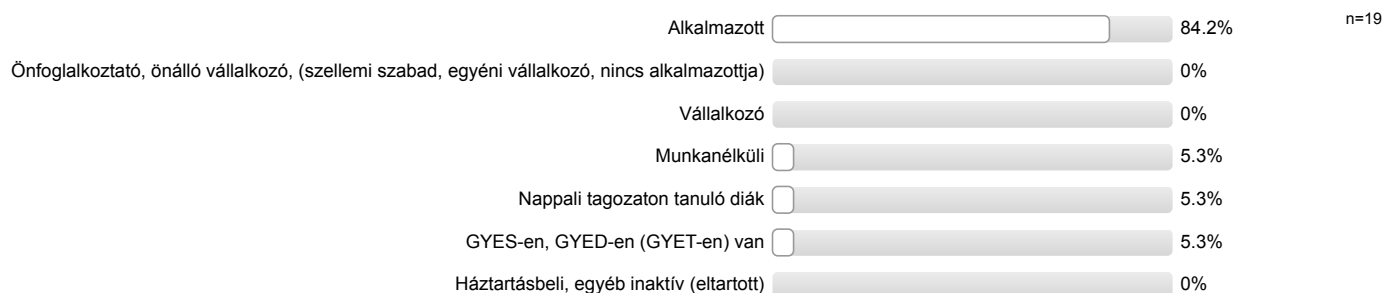 Alkalmazott 84.2% n=19
Önfoglalkoztató, önálló vállalkozó, (szellemi szabad, egyéni vállalkozó, nincs alkalmazottja) 0%
Vállalkozó 0%
Munkanélküli 5.3%
Nappali tagozaton tanuló diák 5.3%
GYES-en, GYED-en (GYET-en) van 5.3%
Háztartásbeli, egyéb inaktív (eltartott) 0%